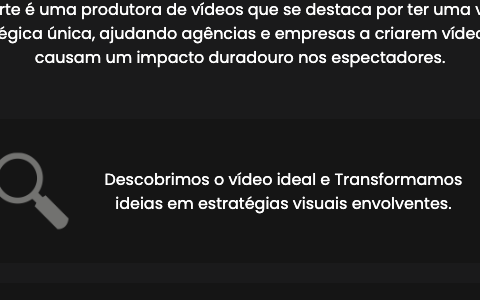 rte é uma produtora de vídeos que se destaca por ter uma v
égica única, ajudando agências e empresas a criarem víde
causam um impacto duradouro nos espectadores.
Descobrimos o vídeo ideal e Transformamos
ideias em estratégias visuais envolventes.